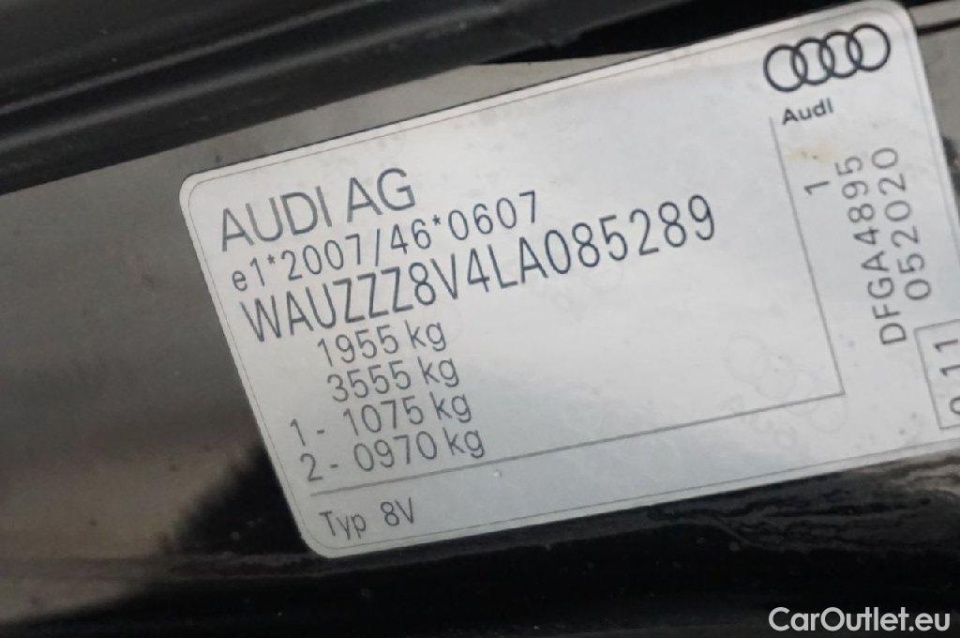 Audi
AUDI AG
e1*2007/46*0607
WAUZZZ8V4LA085289
1955 kg
3555 kg
1 - 1075 kg
2 - 0970 kg
Typ 8V
1
DFGA4895
052020
CarOutlet.eu